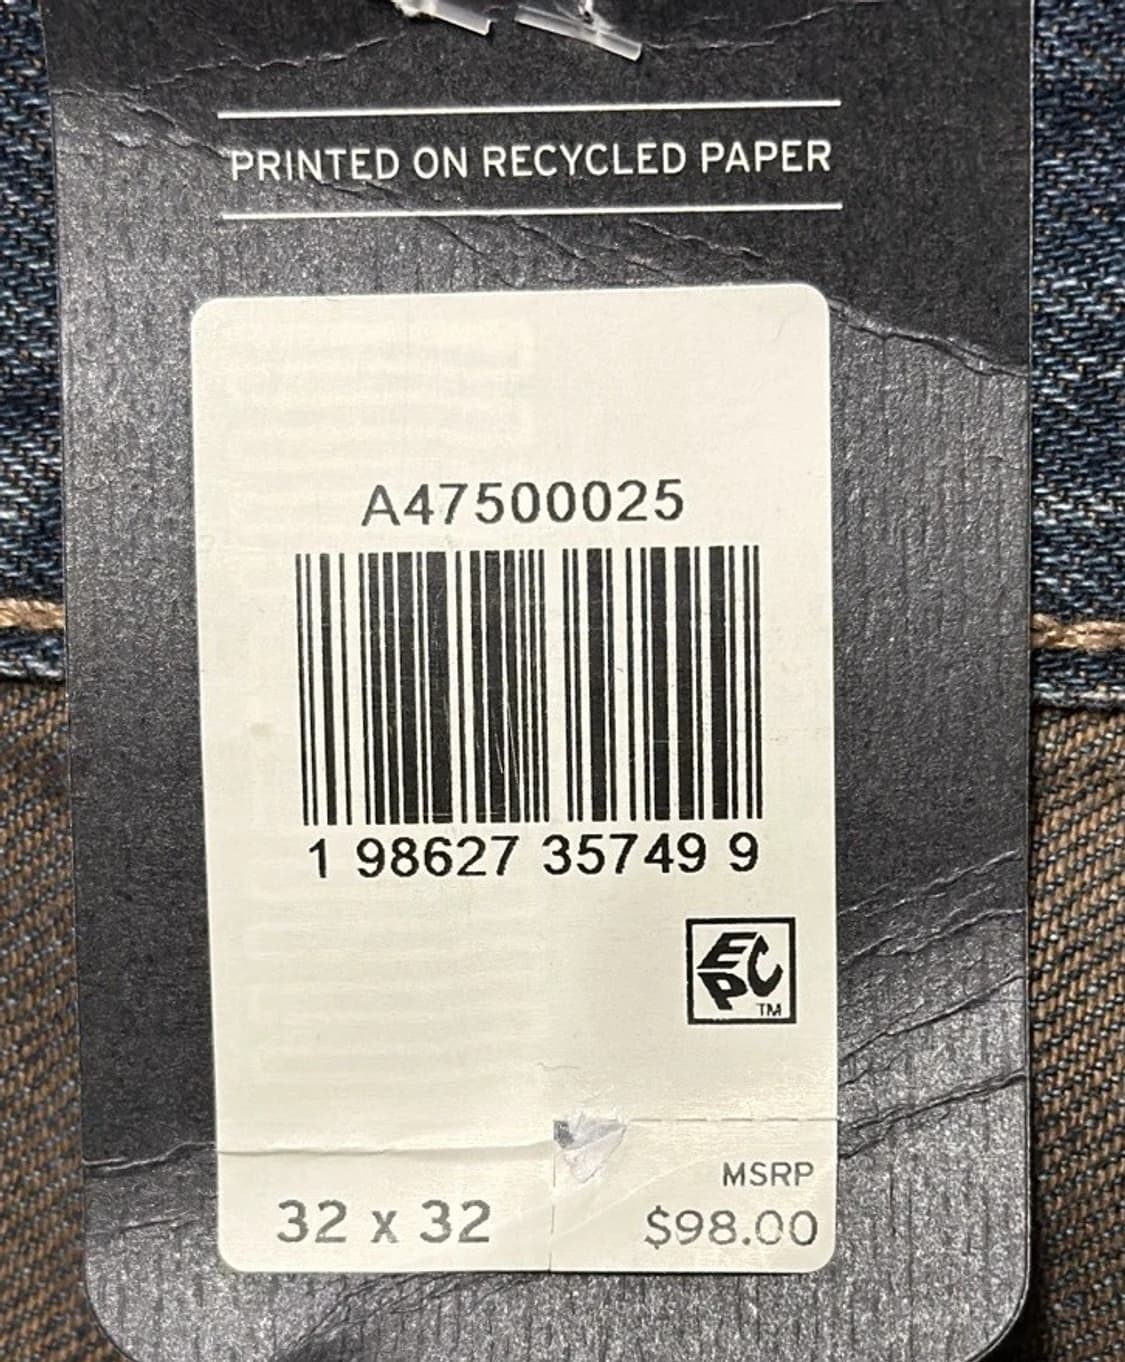 PRINTED ON RECYCLED PAPER
A47500025
1 98627 35749 9
EPC
TM
MSRP
32 x 32 $98.00